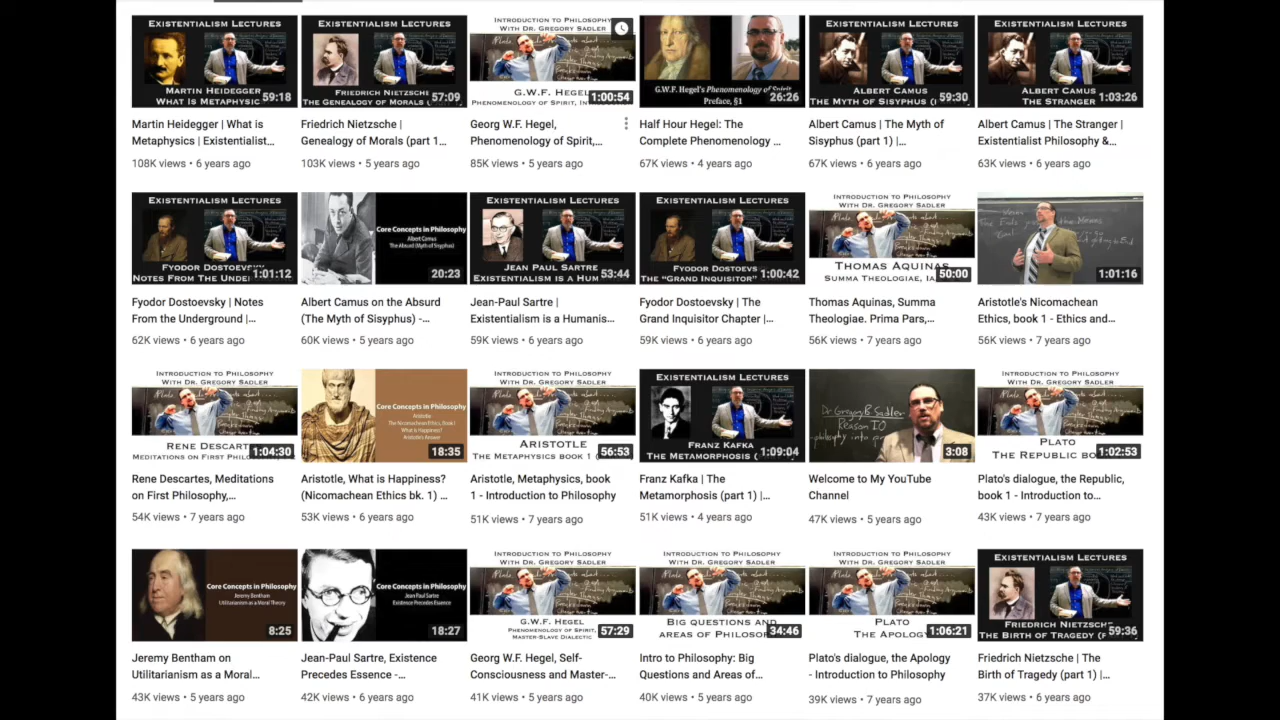 EXISTENTIALISM LECTURES
MARTIN HEIDEGGER
WHAT IS METAPHYSIC
59:18
Martin Heidegger | What is
Metaphysics | Existentialist...
108K views • 6 years ago
EXISTENTIALISM LECTURES
FRIEDRICH NIETZSCHE
THE GENEALOGY OF MORALS (
57:09
Friedrich Nietzsche |
Genealogy of Morals (part 1...
103K views • 5 years ago
INTRODUCTION TO PHILOSOPHY
WITH DR. GREGORY SADLER
G.W.F. HEGEL
PHENOMENOLOGY OF SPIRIT,
1:00:54
Georg W.F. Hegel,
Phenomenology of Spirit,...
85K views • 5 years ago
G.W.F. HEGEL's Phenomenology of Spirit
Preface, §1
26:26
Half Hour Hegel: The
Complete Phenomenology ...
67K views • 4 years ago
EXISTENTIALISM LECTURES
ALBERT CAMUS
THE MYTH OF SISYPHUS (
59:30
Albert Camus | The Myth of
Sisyphus (part 1) |...
67K views • 6 years ago
EXISTENTIALISM LECTURES
ALBERT CAMUS
THE STRANGER
1:03:26
Albert Camus | The Stranger |
Existentialist Philosophy &...
63K views • 6 years ago
EXISTENTIALISM LECTURES
FYODOR DOSTOEV
NOTES FROM THE UNDE
1:01:12
Fyodor Dostoevsky | Notes
From the Underground |...
62K views • 6 years ago
Core Concepts in Philosophy
Albert Camus
The Absurd (Myth of Sisyphus)
20:23
Albert Camus on the Absurd
(The Myth of Sisyphus) -...
60K views • 5 years ago
EXISTENTIALISM LECTURES
JEAN PAUL SARTRE
EXISTENTIALISM IS A HUM
53:44
Jean-Paul Sartre |
Existentialism is a Humanis...
59K views • 6 years ago
EXISTENTIALISM LECTURES
FYODOR DOSTOEVS
THE "GRAND INQUISITOR"
1:00:42
Fyodor Dostoevsky | The
Grand Inquisitor Chapter |...
59K views • 6 years ago
INTRODUCTION TO PHILOSOPHY
WITH DR. GREGORY SADLER
THOMAS AQUINAS
SUMMA THEOLOGIAE, IA
50:00
Thomas Aquinas, Summa
Theologiae. Prima Pars,...
56K views • 7 years ago
1:01:16
Aristotle's Nicomachean
Ethics, book 1 - Ethics and...
56K views • 7 years ago
INTRODUCTION TO PHILOSOPHY
WITH DR. GREGORY SADLER
RENE DESCART
MEDITATIONS ON FIRST PHILO
1:04:30
Rene Descartes, Meditations
on First Philosophy,...
54K views • 7 years ago
Core Concepts in Philosophy
Aristotle
The Nicomachean Ethics, Book I
What is Happiness?
Aristotle's Answer
18:35
Aristotle, What is Happiness?
(Nicomachean Ethics bk. 1) ...
53K views • 6 years ago
INTRODUCTION TO PHILOSOPHY
WITH DR. GREGORY SADLER
ARISTOTLE
THE METAPHYSICS BOOK 1 (
56:53
Aristotle, Metaphysics, book
1 - Introduction to Philosophy
51K views • 7 years ago
EXISTENTIALISM LECTURES
FRANZ KAFKA
THE METAMORPHOSIS (
1:09:04
Franz Kafka | The
Metamorphosis (part 1) |...
51K views • 4 years ago
Dr Gregory B Sadler
Reason IO
philosophy into
3:08
Welcome to My YouTube
Channel
47K views • 5 years ago
INTRODUCTION TO PHILOSOPHY
WITH DR. GREGORY SADLER
PLATO
THE REPUBLIC BO
1:02:53
Plato's dialogue, the Republic,
book 1 - Introduction to...
43K views • 7 years ago
Core Concepts in Philosophy
Jeremy Bentham
Utilitarianism as a Moral Theory
8:25
Jeremy Bentham on
Utilitarianism as a Moral...
43K views • 5 years ago
Core Concepts in Philosophy
Jean Paul Sartre
Existence Precedes Essence
18:27
Jean-Paul Sartre, Existence
Precedes Essence -...
42K views • 6 years ago
INTRODUCTION TO PHILOSOPHY
WITH DR. GREGORY SADLER
G.W.F. HEGEL
PHENOMENOLOGY OF SPIRIT,
MASTER-SLAVE DIALECTIC
57:29
Georg W.F. Hegel, Self-
Consciousness and Master-...
41K views • 5 years ago
INTRODUCTION TO PHILOSOPHY
WITH DR. GREGORY SADLER
BIG QUESTIONS AND
AREAS OF PHILOSO
34:46
Intro to Philosophy: Big
Questions and Areas of...
40K views • 5 years ago
INTRODUCTION TO PHILOSOPHY
WITH DR. GREGORY SADLER
PLATO
THE APOLOGY
1:06:21
Plato's dialogue, the Apology
- Introduction to Philosophy
39K views • 7 years ago
EXISTENTIALISM LECTURES
FRIEDRICH NIETZSCHE
THE BIRTH OF TRAGEDY (
59:36
Friedrich Nietzsche | The
Birth of Tragedy (part 1) |...
37K views • 6 years ago